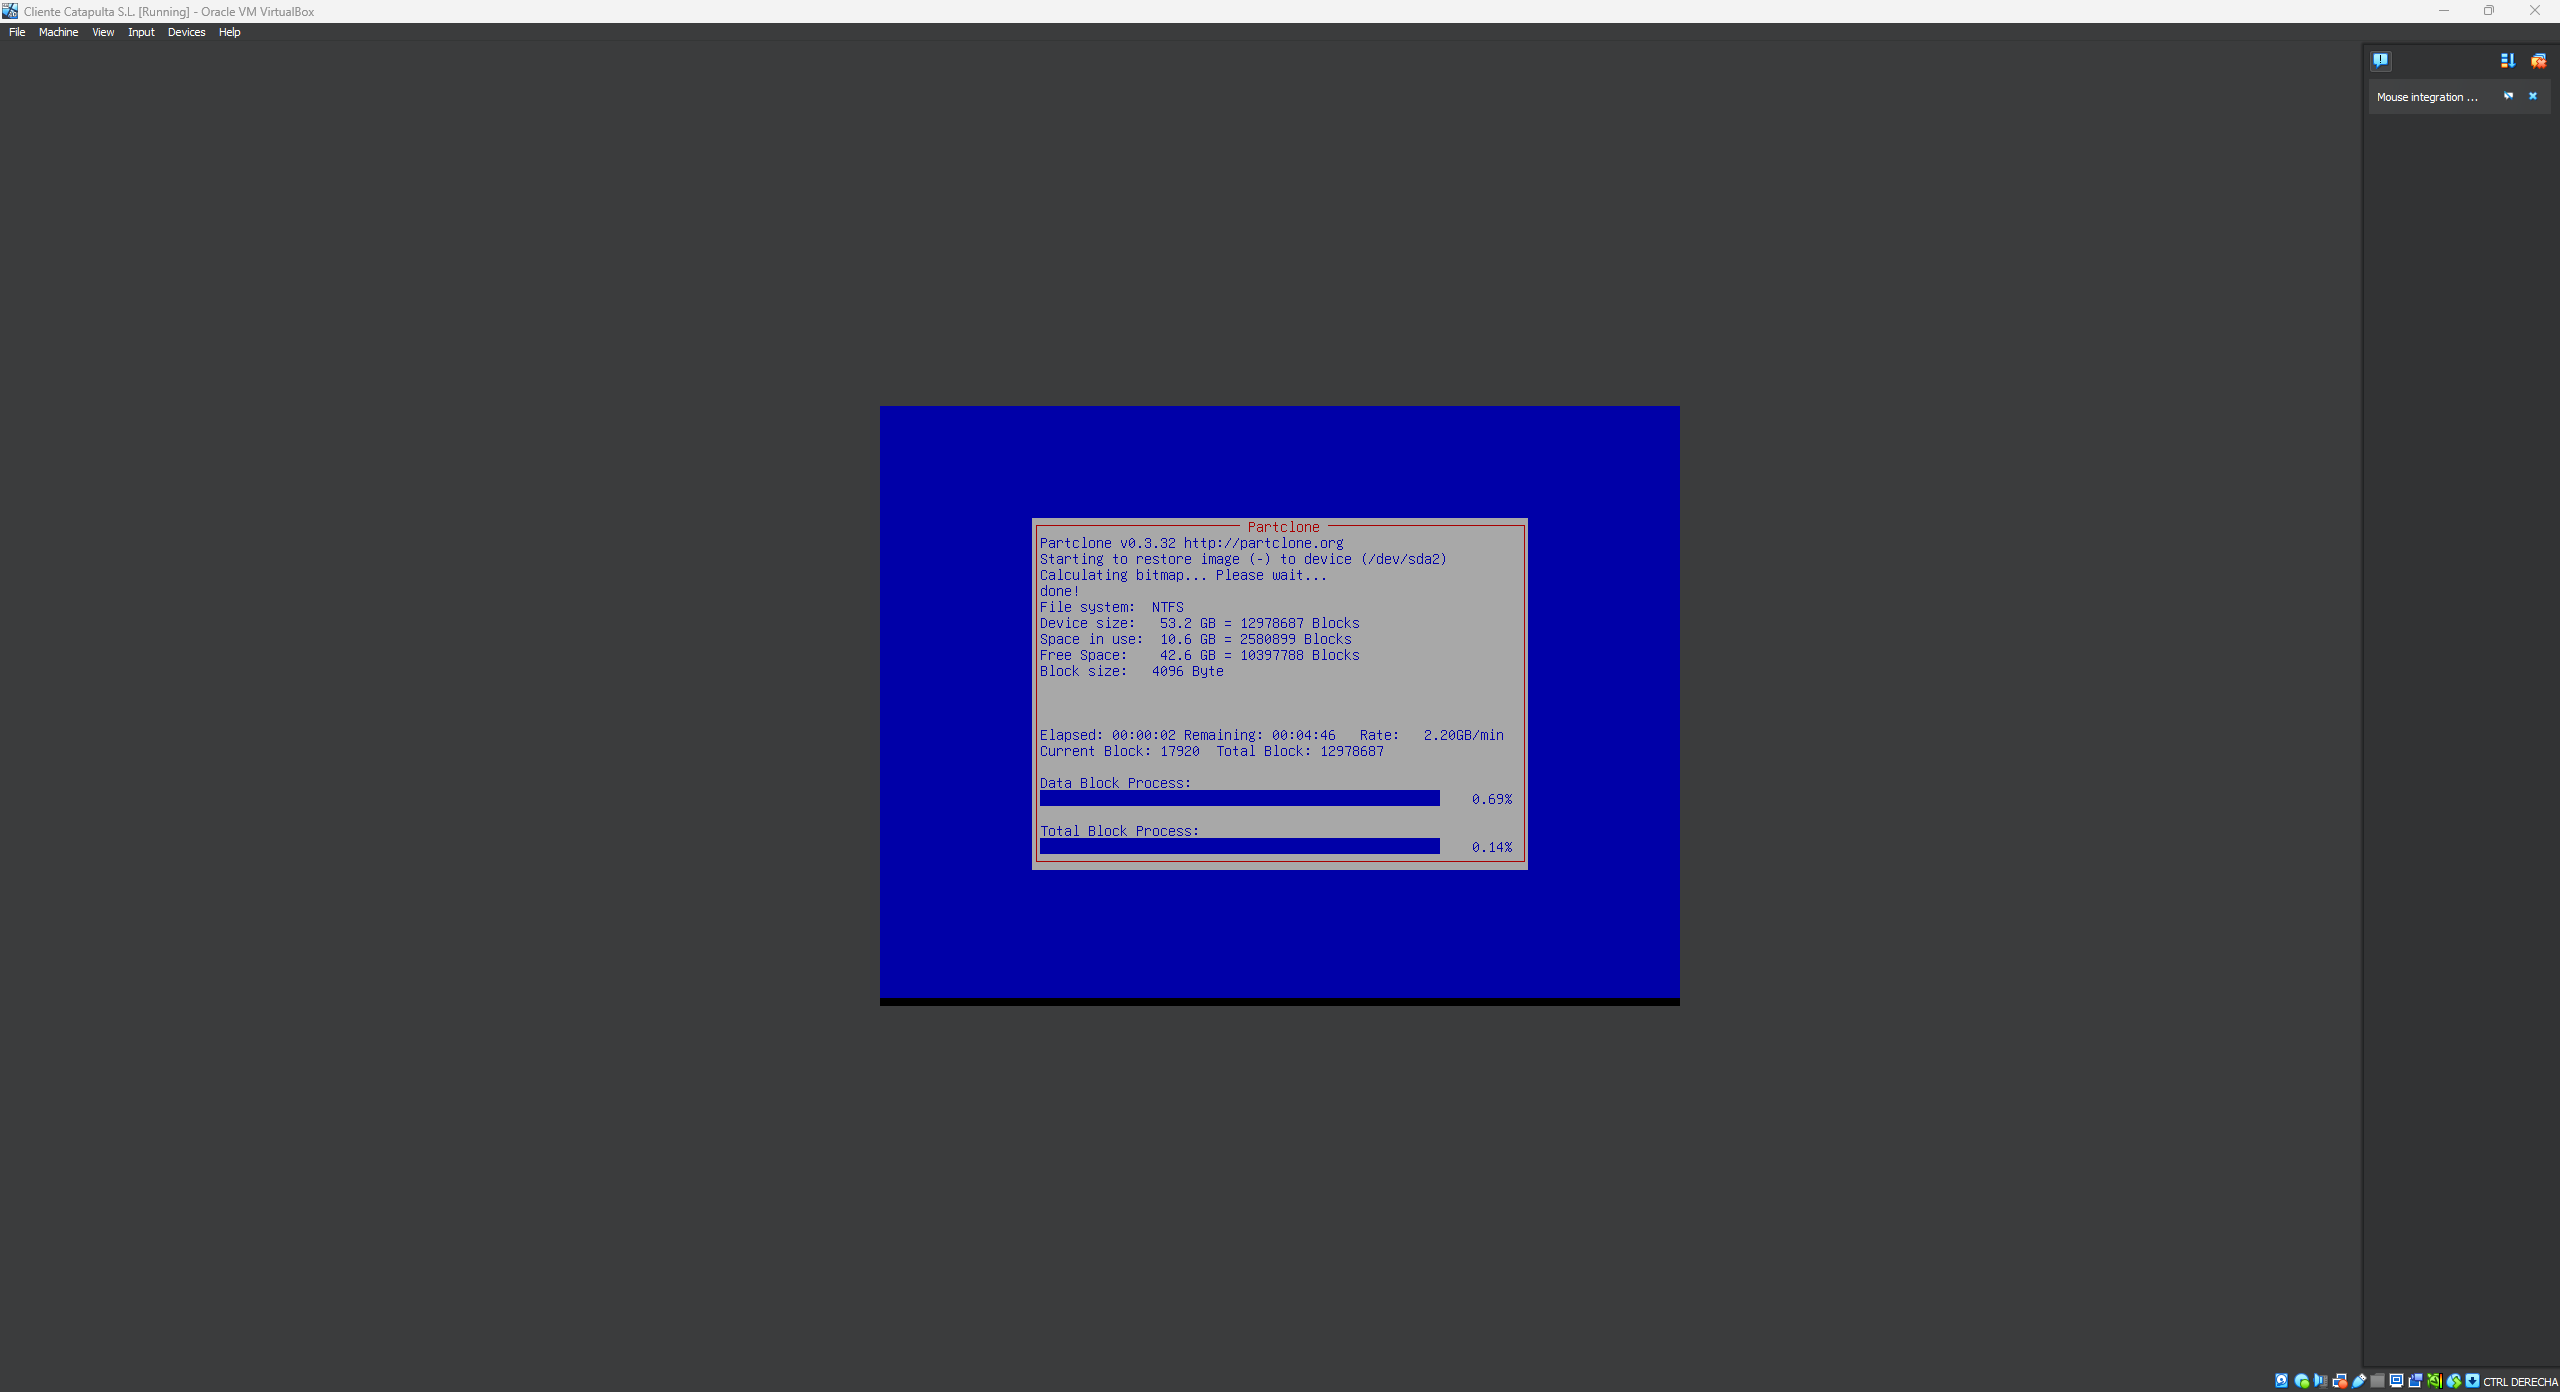 Cliente Catapulta S.L. [Running] - Oracle VM VirtualBox
File Machine View Input Devices Help
Mouse integration ...
Partclone
Partclone v0.3.32 http://partclone.org
Starting to restore image (-) to device (/dev/sda2)
Calculating bitmap... Please wait...
done!
File system: NTFS
Device size: 53.2 GB = 12978687 Blocks
Space in use: 10.6 GB = 2580899 Blocks
Free Space: 42.6 GB = 10397788 Blocks
Block size: 4096 Byte
Elapsed: 00:00:02 Remaining: 00:04:46 Rate: 2.20GB/min
Current Block: 17920 Total Block: 12978687
Data Block Process:
0.69%
Total Block Process:
0.14%
CTRL DERECHA